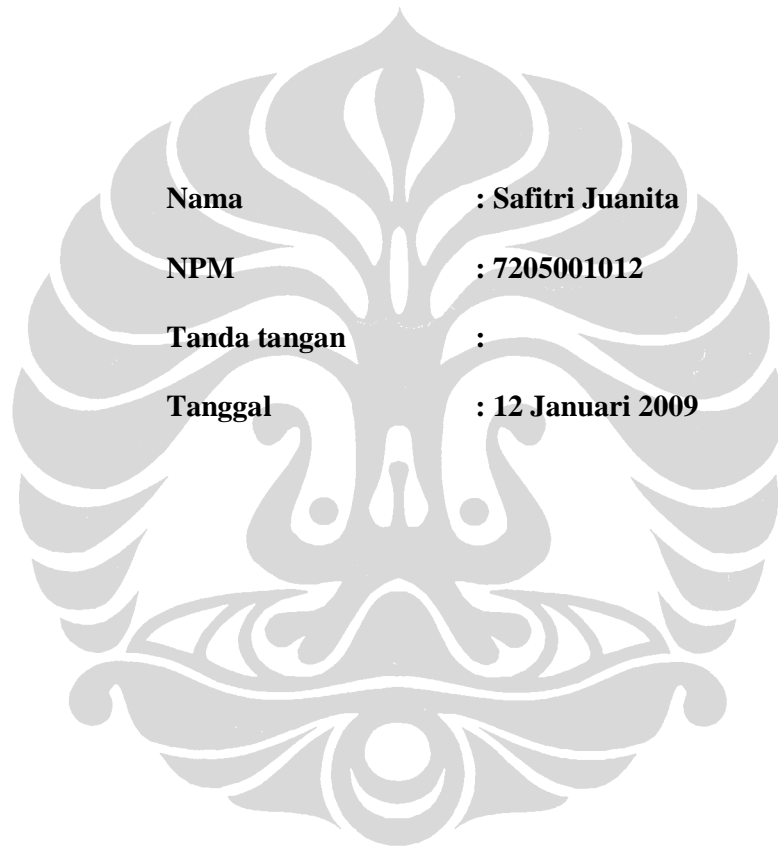 Nama : Safitri Juanita
NPM : 7205001012
Tanda tangan :
Tanggal : 12 Januari 2009